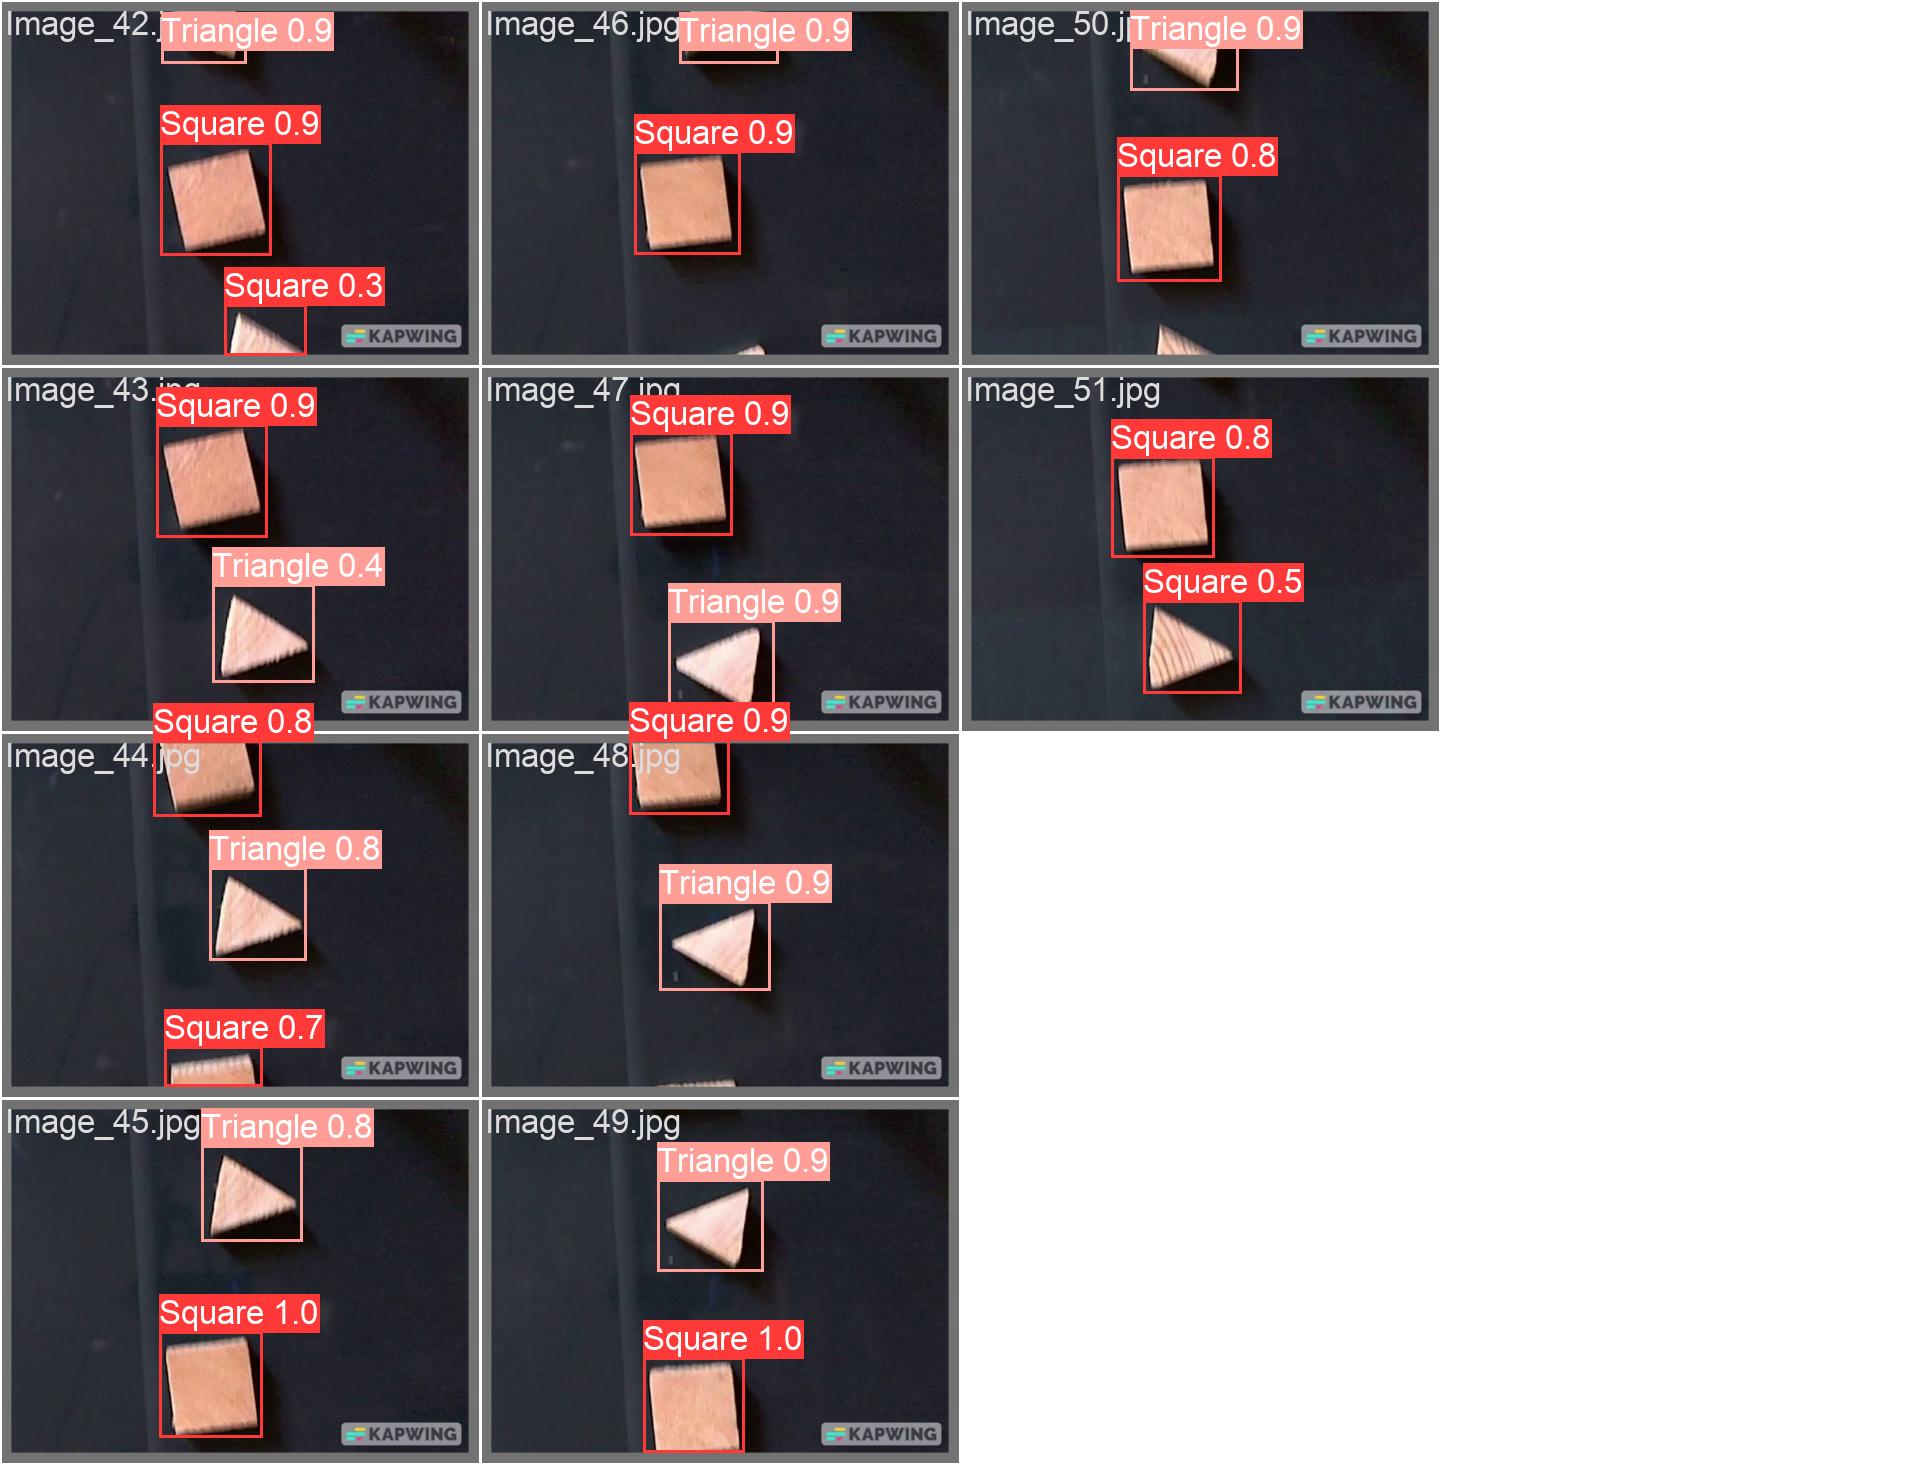 Image_42.j
Triangle 0.9
Square 0.9
Square 0.3
KAPWING
Image_46.jpg
Triangle 0.9
Square 0.9
KAPWING
Image_50.jp
Triangle 0.9
Square 0.8
KAPWING
Image_43.jpg
Square 0.9
Triangle 0.4
KAPWING
Image_47.jpg
Square 0.9
Triangle 0.9
KAPWING
Image_51.jpg
Square 0.8
Square 0.5
KAPWING
Image_44.jpg
Square 0.8
Triangle 0.8
Square 0.7
KAPWING
Image_48.jpg
Square 0.9
Triangle 0.9
KAPWING
Image_45.jpg
Triangle 0.8
Square 1.0
KAPWING
Image_49.jpg
Triangle 0.9
Square 1.0
KAPWING